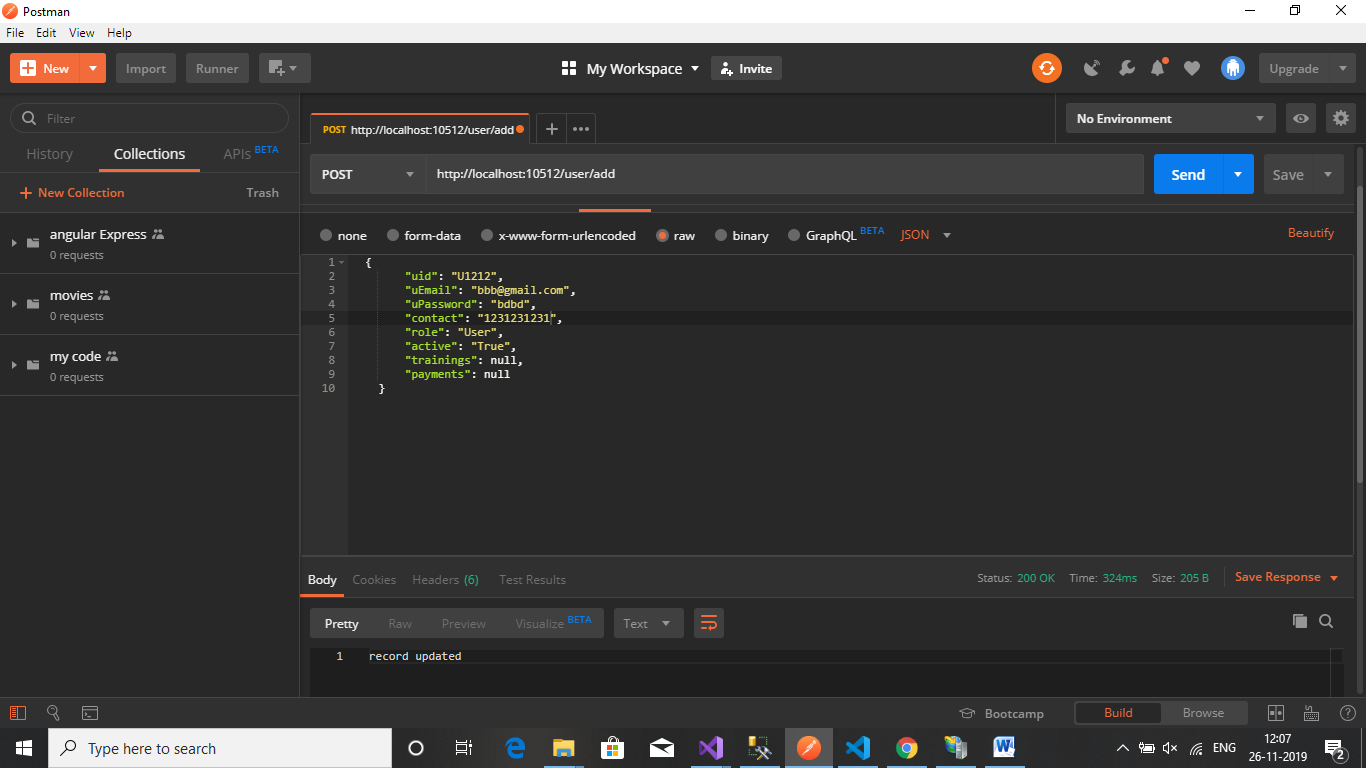 Postman
File Edit View Help
New Import Runner My Workspace Invite Upgrade
Filter
History Collections APIs BETA
New Collection Trash
angular Express
0 requests
movies
0 requests
my code
0 requests
POST http://localhost:10512/user/add
No Environment
POST http://localhost:10512/user/add Send Save
none form-data x-www-form-urlencoded raw binary GraphQL BETA JSON Beautify
1 {
2 "uid": "U1212",
3 "uEmail": "bbb@gmail.com",
4 "uPassword": "bdbd",
5 "contact": "1231231231",
6 "role": "User",
7 "active": "True",
8 "trainings": null,
9 "payments": null
10 }
Body Cookies Headers (6) Test Results Status: 200 OK Time: 324ms Size: 205 B Save Response
Pretty Raw Preview Visualize BETA Text
1 record updated
Bootcamp Build Browse
Type here to search
ENG
12:07
26-11-2019
2